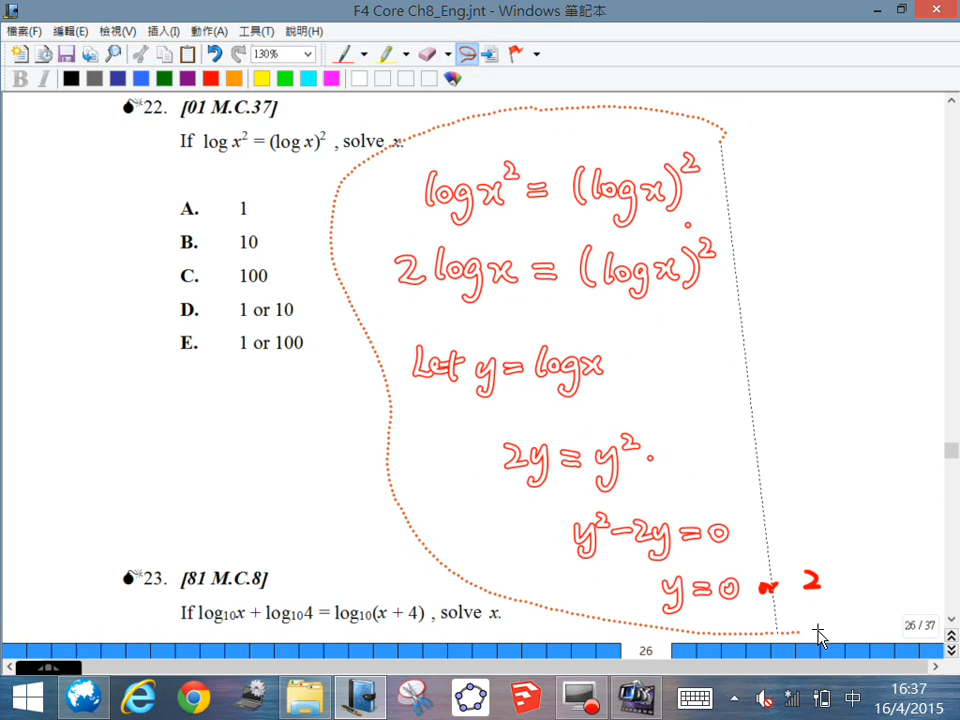 F4 Core Ch8_Eng.jnt - Windows 筆記本
檔案(F) 編輯(E) 檢視(V) 插入(I) 動作(A) 工具(T) 說明(H)
130%
B I
22. [01 M.C.37]
If log x² = (log x)² , solve x.
A. 1
B. 10
C. 100
D. 1 or 10
E. 1 or 100
log x² = (log x)²
2 log x = (log x)²
Let y = log x
2y = y²
y² - 2y = 0
y = 0 or 2
23. [81 M.C.8]
If log₁₀x + log₁₀4 = log₁₀(x + 4) , solve x.
26 / 37
26
中
16:37
16/4/2015